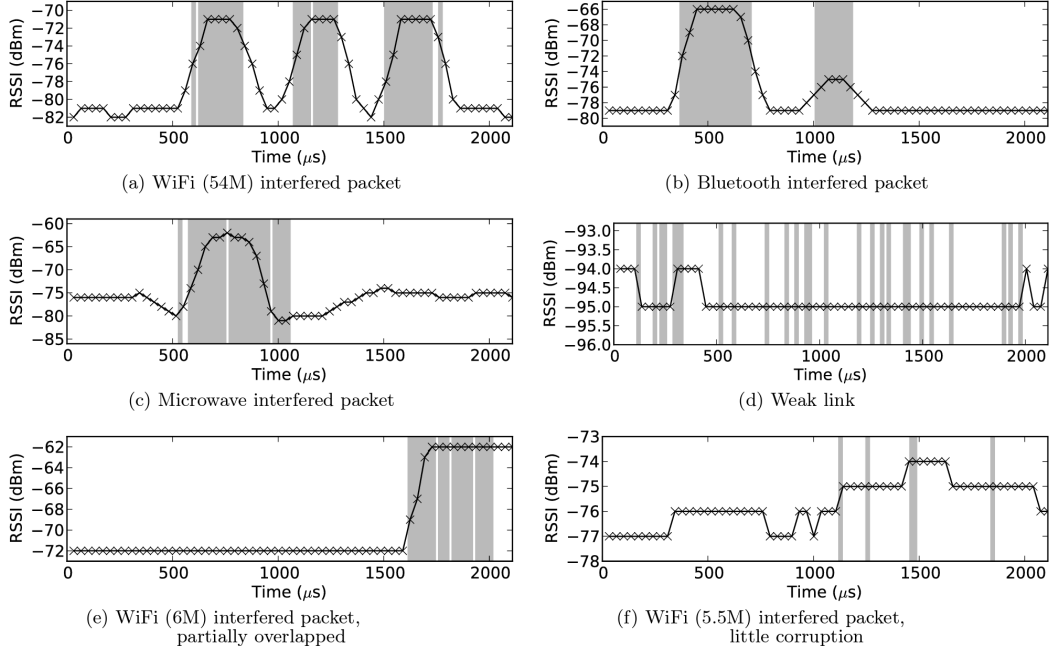 −70
−72
−74
−76
−78
−80
−82
RSSI (dBm)
0 500 1000 1500 2000
Time (μs)
(a) WiFi (54M) interfered packet
−66
−68
−70
−72
−74
−76
−78
−80
RSSI (dBm)
0 500 1000 1500 2000
Time (μs)
(b) Bluetooth interfered packet
−60
−65
−70
−75
−80
−85
RSSI (dBm)
0 500 1000 1500 2000
Time (μs)
(c) Microwave interfered packet
−93.0
−93.5
−94.0
−94.5
−95.0
−95.5
−96.0
RSSI (dBm)
0 500 1000 1500 2000
Time (μs)
(d) Weak link
−62
−64
−66
−68
−70
−72
RSSI (dBm)
0 500 1000 1500 2000
Time (μs)
(e) WiFi (6M) interfered packet,
partially overlapped
−73
−74
−75
−76
−77
−78
RSSI (dBm)
0 500 1000 1500 2000
Time (μs)
(f) WiFi (5.5M) interfered packet,
little corruption